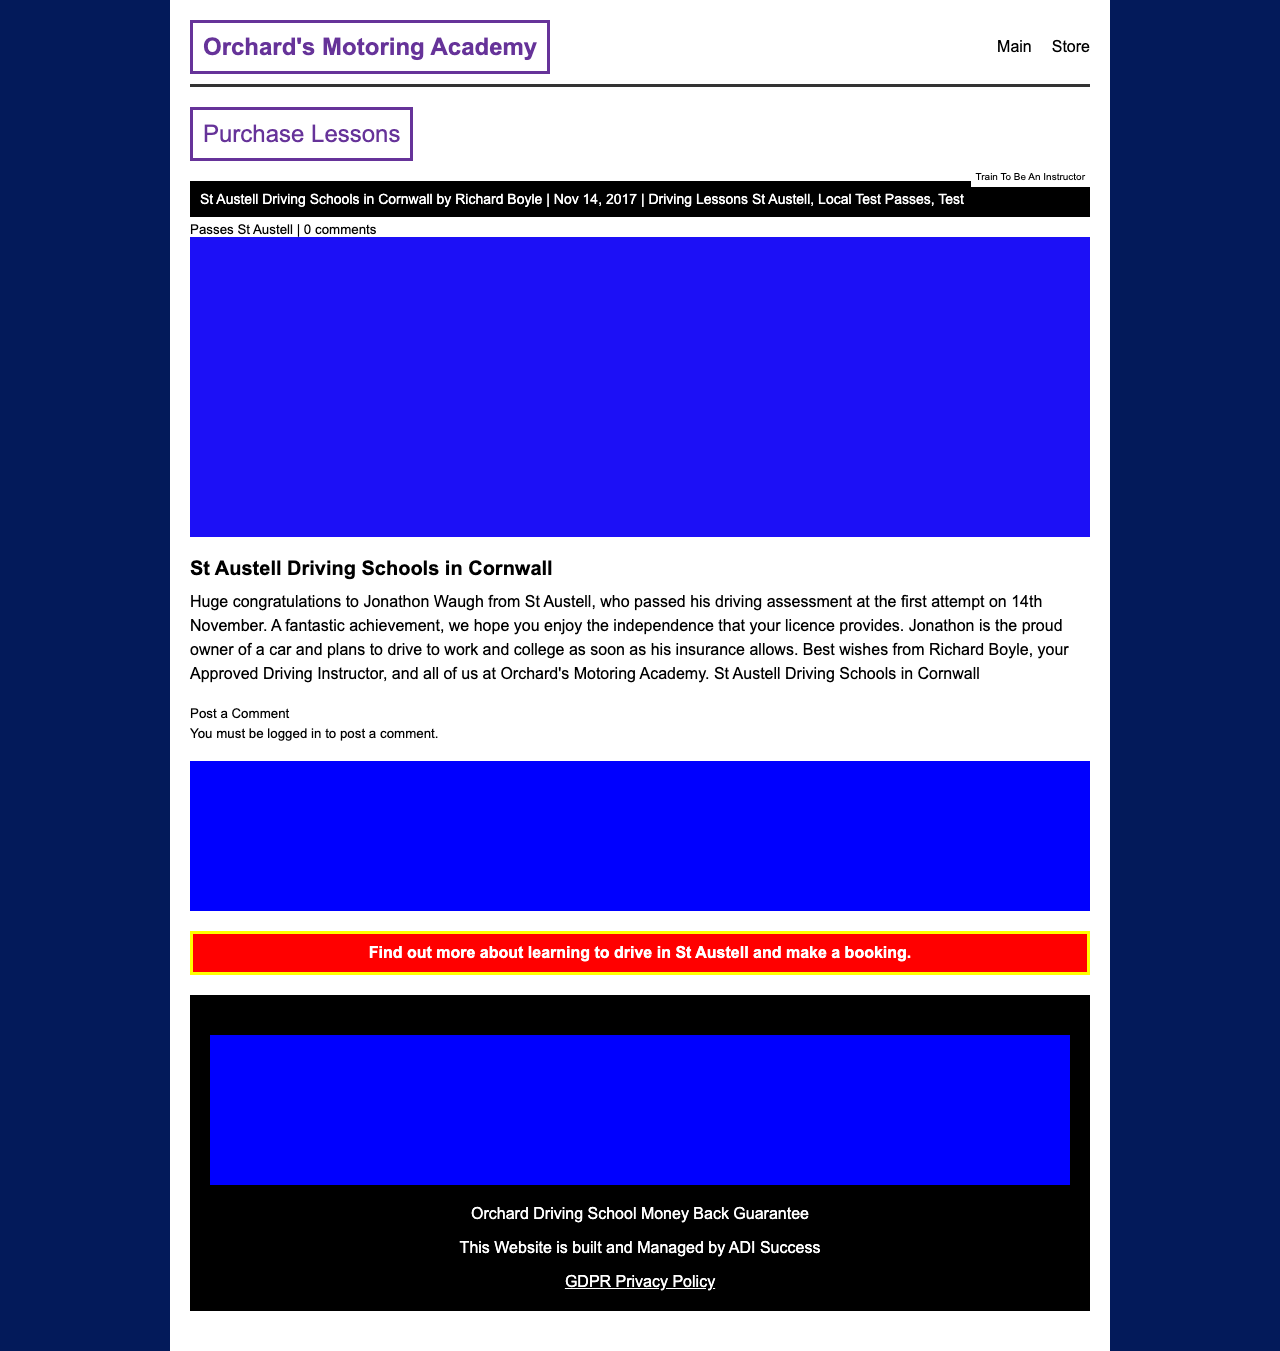 Orchard's Motoring Academy
Main Store
Purchase Lessons
Train To Be An Instructor
St Austell Driving Schools in Cornwall by Richard Boyle | Nov 14, 2017 | Driving Lessons St Austell, Local Test Passes, Test
Passes St Austell | 0 comments
St Austell Driving Schools in Cornwall
Huge congratulations to Jonathon Waugh from St Austell, who passed his driving assessment at the first attempt on 14th
November. A fantastic achievement, we hope you enjoy the independence that your licence provides. Jonathon is the proud
owner of a car and plans to drive to work and college as soon as his insurance allows. Best wishes from Richard Boyle, your
Approved Driving Instructor, and all of us at Orchard's Motoring Academy. St Austell Driving Schools in Cornwall
Post a Comment
You must be logged in to post a comment.
Find out more about learning to drive in St Austell and make a booking.
Orchard Driving School Money Back Guarantee
This Website is built and Managed by ADI Success
GDPR Privacy Policy